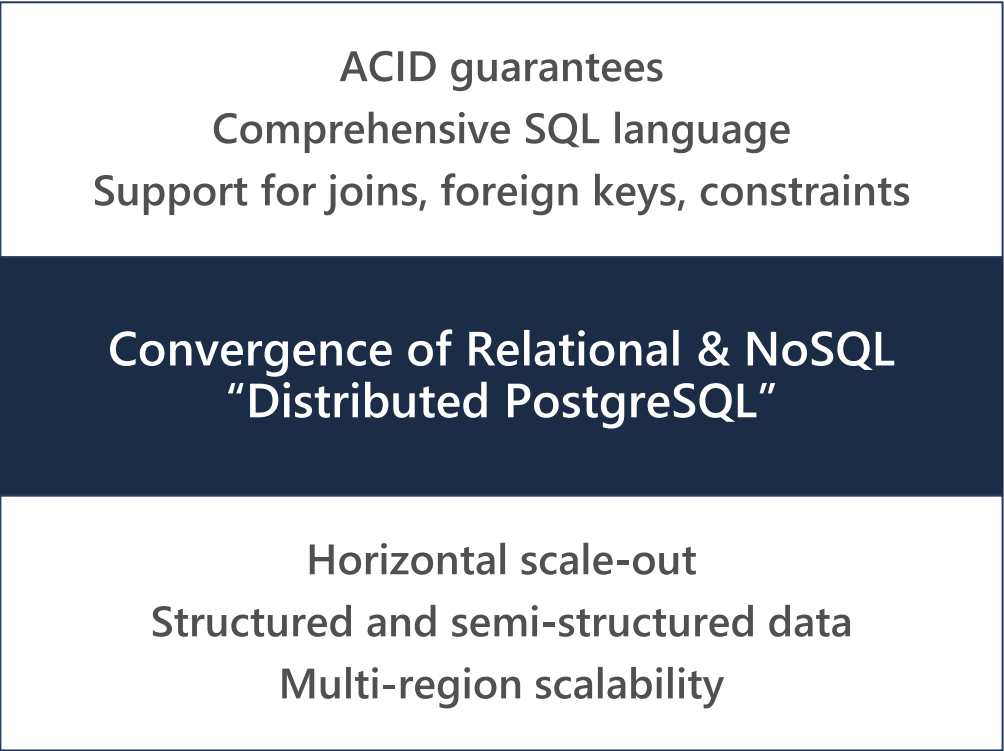 ACID guarantees
Comprehensive SQL language
Support for joins, foreign keys, constraints
Convergence of Relational & NoSQL
“Distributed PostgreSQL”
Horizontal scale-out
Structured and semi-structured data
Multi-region scalability